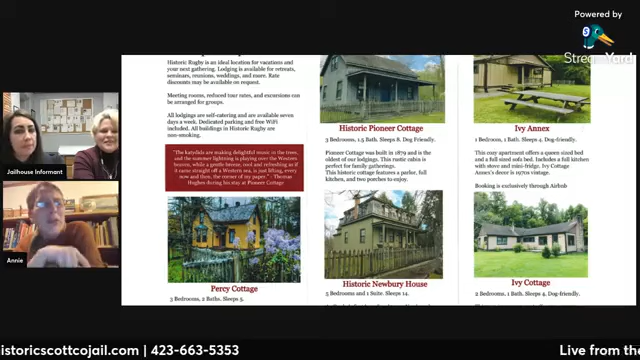 Powered by
StreamYard
Historic Rugby is an ideal location for vacations and
your next gathering. Lodging is available for retreats,
seminars, reunions, weddings, and more. Rate
discounts may be available on request.
Meeting rooms, reduced tour rates, and excursions can
be arranged for groups.
All lodgings are self-catering and are available seven
days a week. Dedicated parking and free WiFi
included. All buildings in Historic Rugby are
non-smoking.
"The katydids are making delightful music in the trees,
and the summer lightning is playing over the Western
heaven, while a gentle breeze, cool and refreshing as if
it came straight off a Western sea, is just lifting, every
now and then, the corner of my paper." - Thomas
Hughes during his stay at Pioneer Cottage
Percy Cottage
3 Bedrooms, 2 Baths. Sleeps 5.
Historic Pioneer Cottage
3 Bedrooms, 1.5 Bath. Sleeps 8. Dog Friendly.
Pioneer Cottage was built in 1879 and is the
oldest of our lodgings. This rustic cabin is
perfect for family gatherings.
This historic cottage features a parlor, full
kitchen, and two porches to enjoy.
Historic Newbury House
5 Bedrooms and 1 Suite. Sleeps 14.
Ivy Annex
1 Bedroom, 1 Bath. Sleeps 4. Dog-friendly.
This cozy apartment offers a queen sized bed
and a full sized sofa bed. Includes a full kitchen
with stove and mini-fridge. Ivy Cottage
Annex's decor is 1970s vintage.
Booking is exclusively through Airbnb
Ivy Cottage
2 Bedrooms, 1 Bath. Sleeps 4. Dog-friendly.
Jailhouse Informant
Annie
historicscottcojail.com | 423-663-5353
Live from the